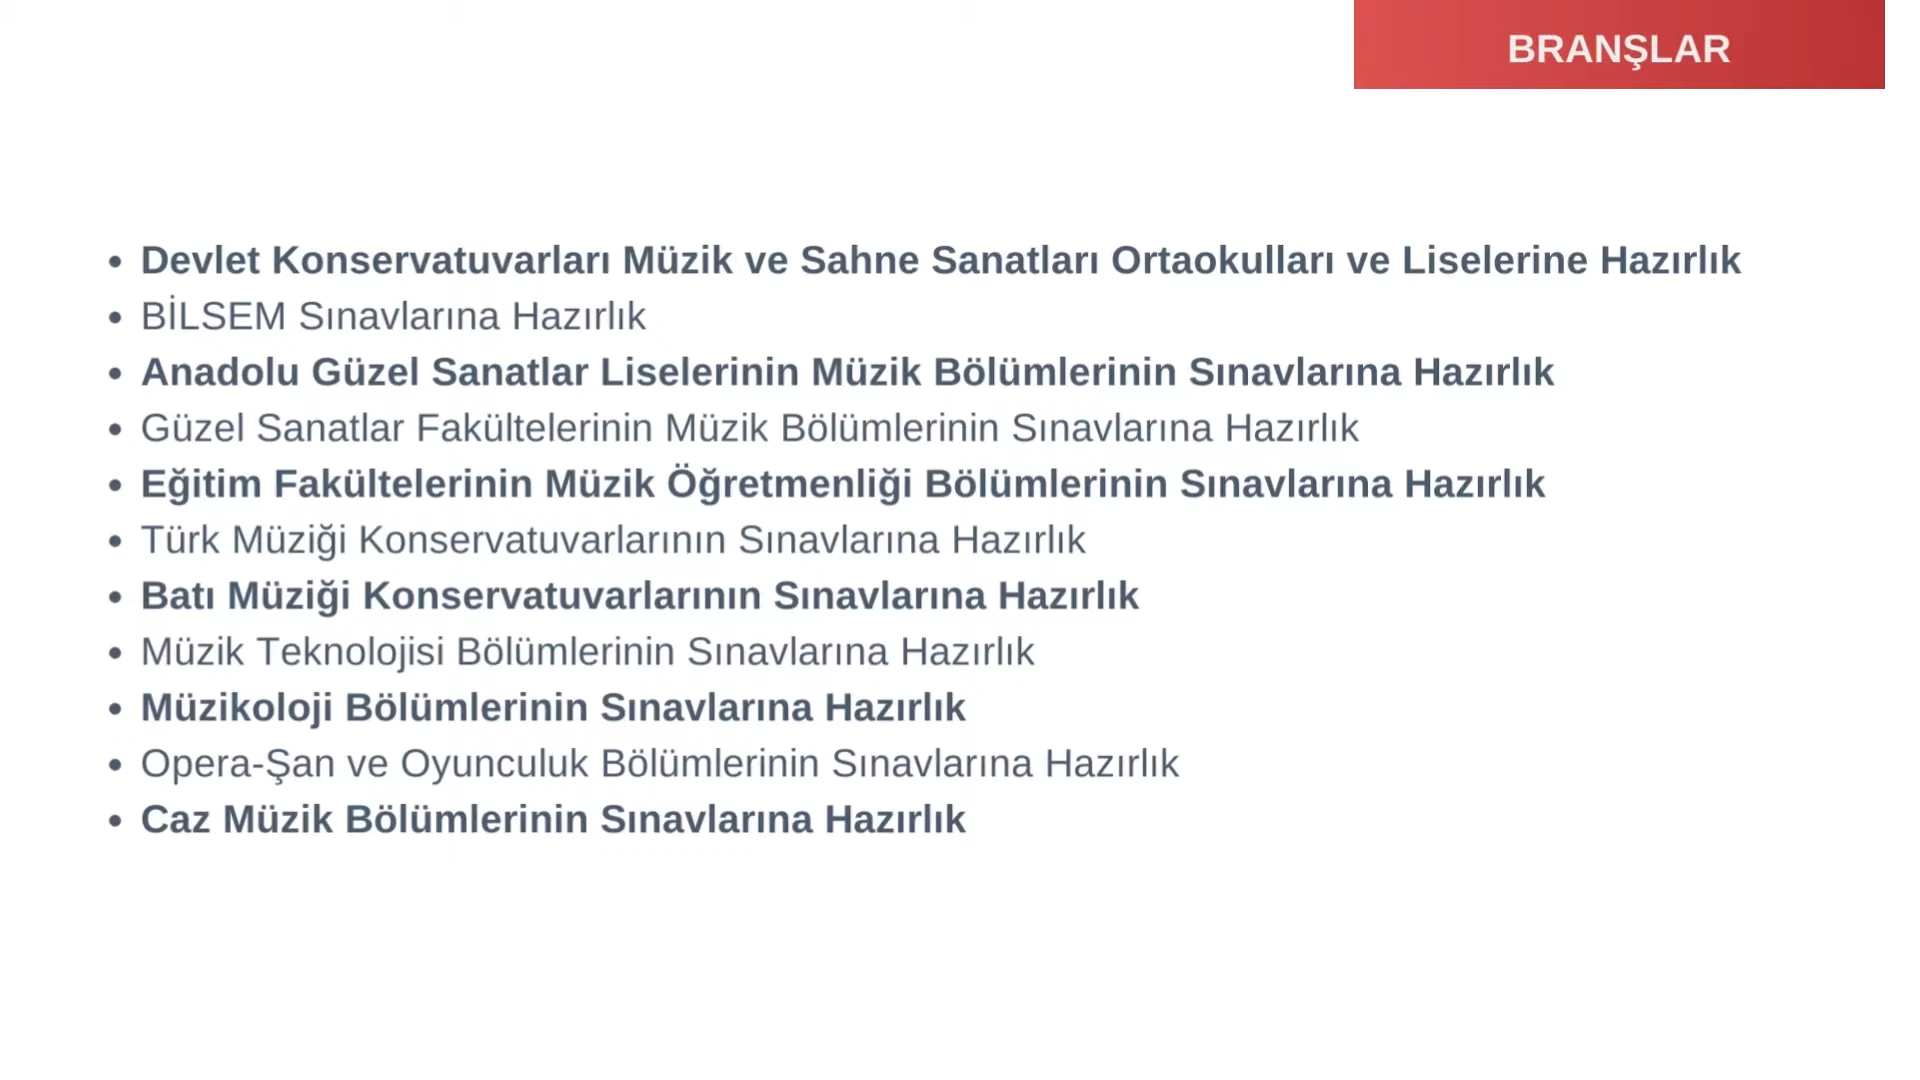 BRANŞLAR
• Devlet Konservatuvarları Müzik ve Sahne Sanatları Ortaokulları ve Liselerine Hazırlık
• BİLSEM Sınavlarına Hazırlık
• Anadolu Güzel Sanatlar Liselerinin Müzik Bölümlerinin Sınavlarına Hazırlık
• Güzel Sanatlar Fakültelerinin Müzik Bölümlerinin Sınavlarına Hazırlık
• Eğitim Fakültelerinin Müzik Öğretmenliği Bölümlerinin Sınavlarına Hazırlık
• Türk Müziği Konservatuvarlarının Sınavlarına Hazırlık
• Batı Müziği Konservatuvarlarının Sınavlarına Hazırlık
• Müzik Teknolojisi Bölümlerinin Sınavlarına Hazırlık
• Müzikoloji Bölümlerinin Sınavlarına Hazırlık
• Opera-Şan ve Oyunculuk Bölümlerinin Sınavlarına Hazırlık
• Caz Müzik Bölümlerinin Sınavlarına Hazırlık